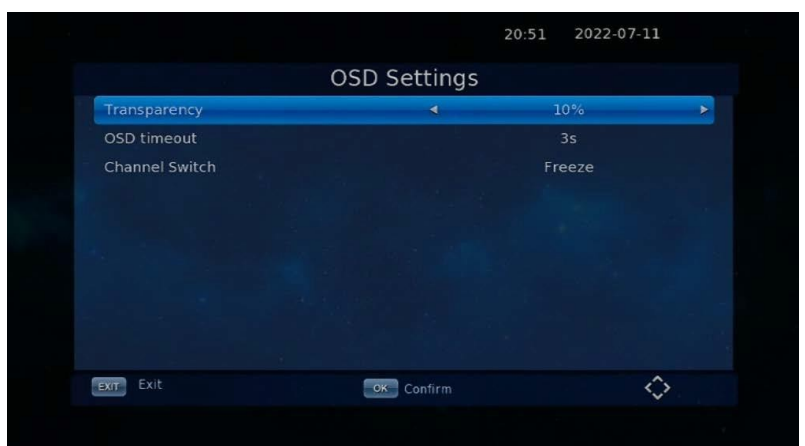 20:51 2022-07-11
OSD Settings
Transparency 10%
OSD timeout 3s
Channel Switch Freeze
EXIT Exit OK Confirm